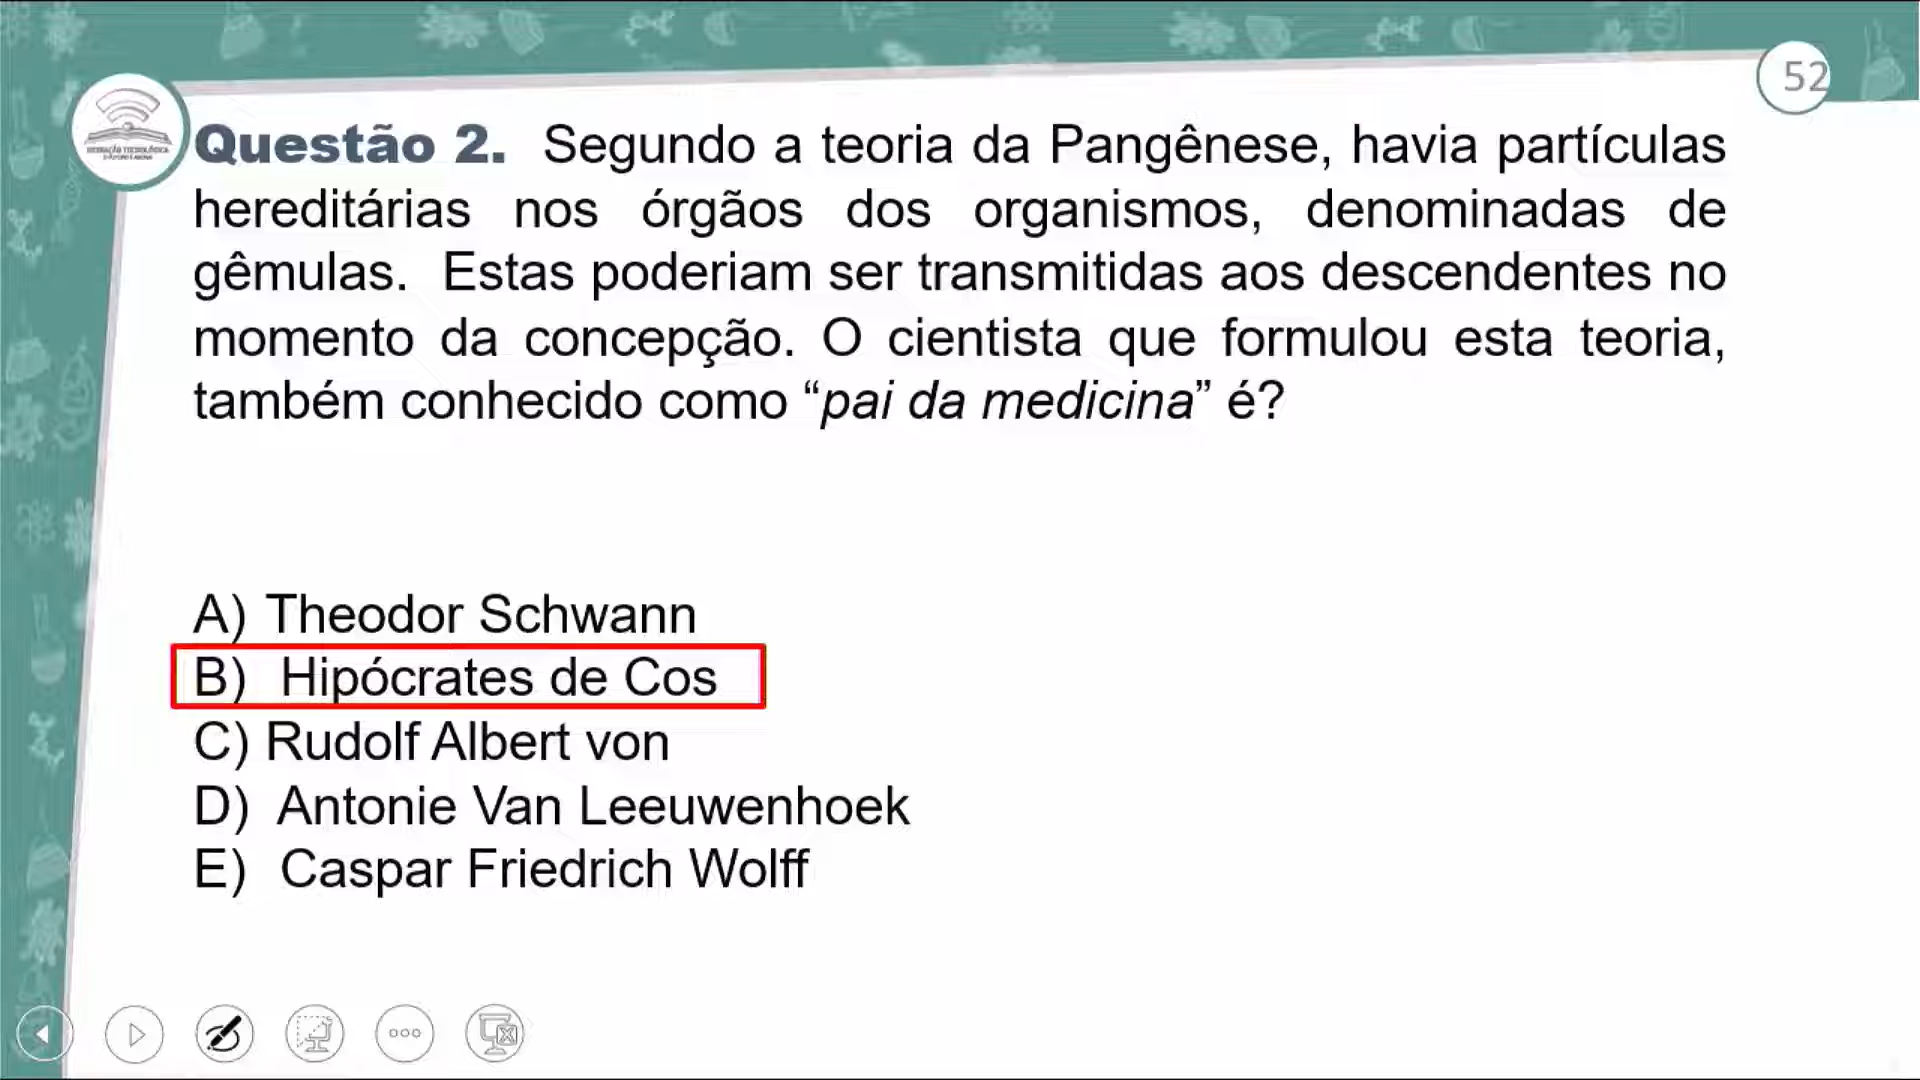 52
Questão 2. Segundo a teoria da Pangênese, havia partículas
hereditárias nos órgãos dos organismos, denominadas de
gêmulas. Estas poderiam ser transmitidas aos descendentes no
momento da concepção. O cientista que formulou esta teoria,
também conhecido como “pai da medicina” é?
A) Theodor Schwann
B) Hipócrates de Cos
C) Rudolf Albert von
D) Antonie Van Leeuwenhoek
E) Caspar Friedrich Wolff